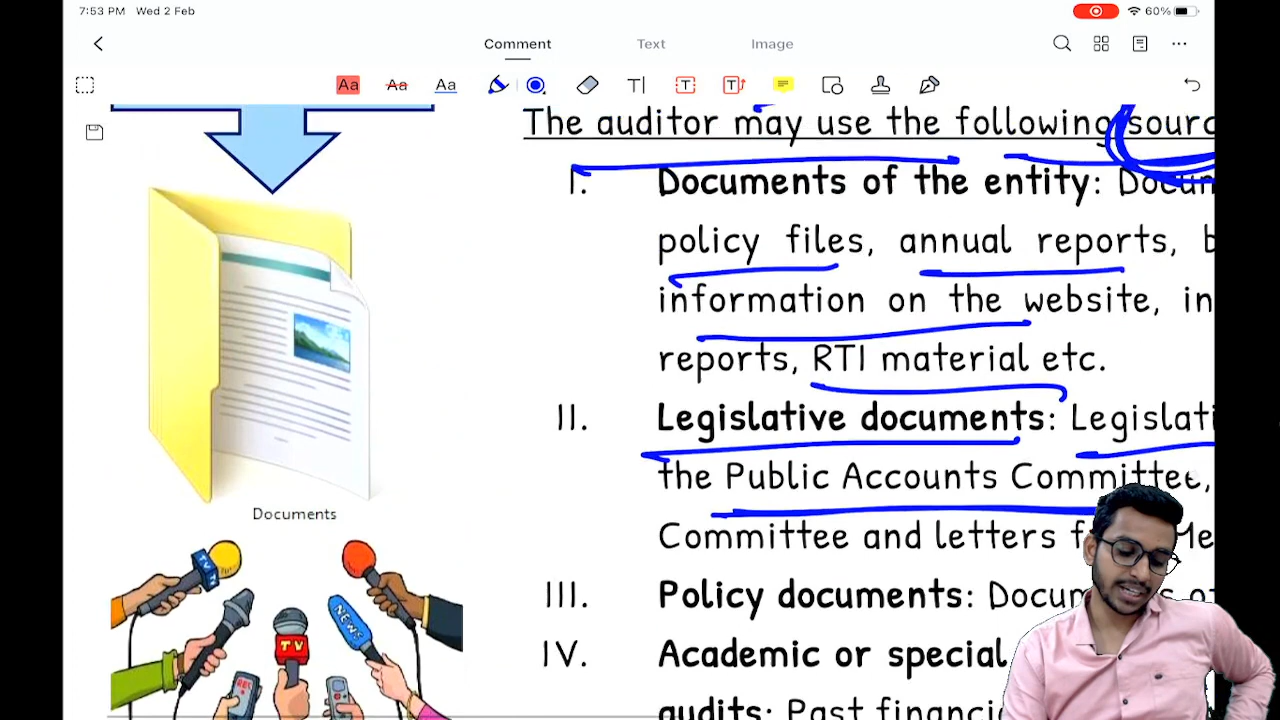 7:53 PM Wed 2 Feb
60%
Comment
Text
Image
Aa Aa Aa T T T
The auditor may use the following
I. Documents of the entity:
policy files, annual reports,
information on the website,
reports, RTI material etc.
II. Legislative documents:
the Public Accounts Committee,
Committee and letters
III. Policy documents:
IV. Academic or special
audits: Past
Documents
TV
NEWS
TV
REC